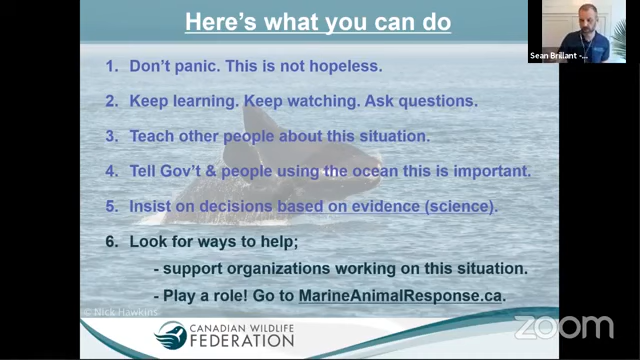 Here's what you can do
Sean Brillant -...
1. Don't panic. This is not hopeless.
2. Keep learning. Keep watching. Ask questions.
3. Teach other people about this situation.
4. Tell Gov't & people using the ocean this is important.
5. Insist on decisions based on evidence (science).
6. Look for ways to help;
- support organizations working on this situation.
- Play a role! Go to MarineAnimalResponse.ca.
© Nick Hawkins
CANADIAN WILDLIFE
FEDERATION
zoom